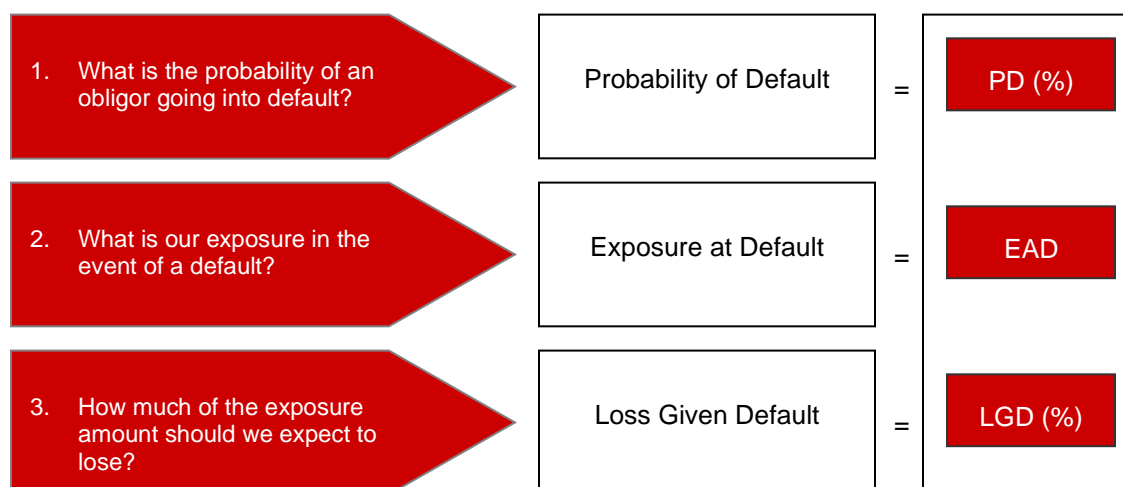 1. What is the probability of an
obligor going into default?
Probability of Default
=
PD (%)
2. What is our exposure in the
event of a default?
Exposure at Default
=
EAD
3. How much of the exposure
amount should we expect to
lose?
Loss Given Default
=
LGD (%)